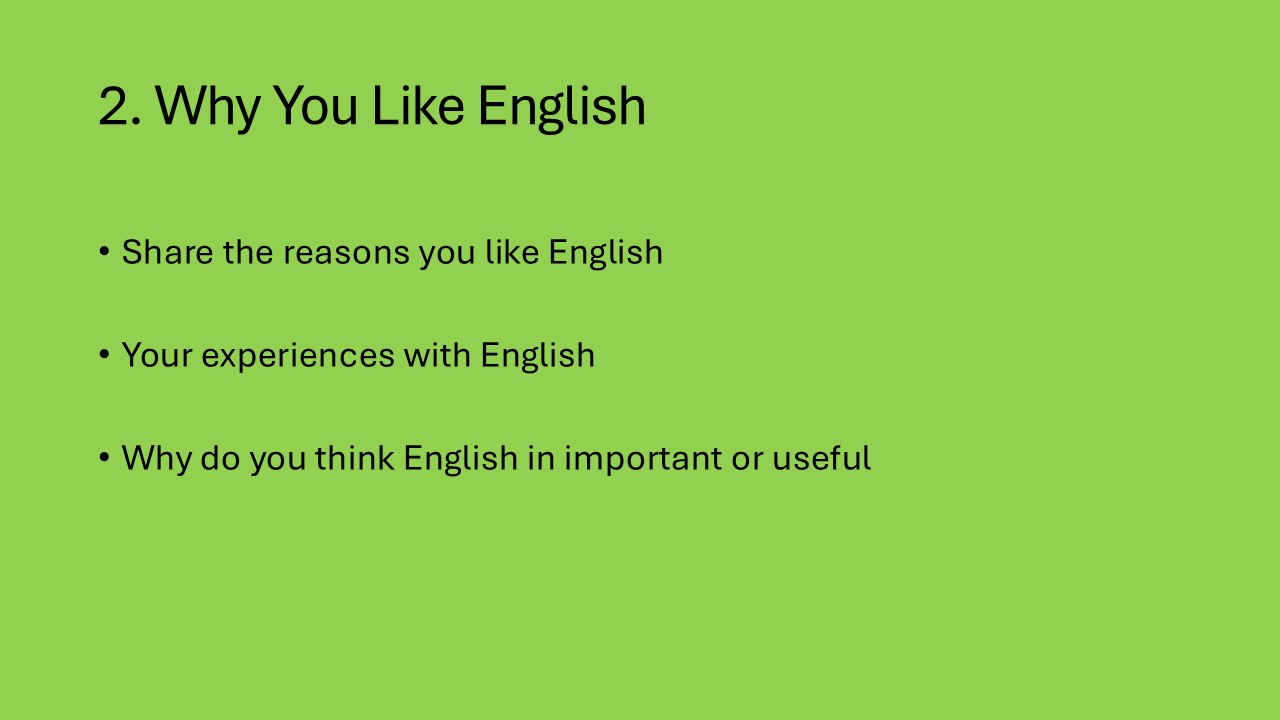 2. Why You Like English
• Share the reasons you like English
• Your experiences with English
• Why do you think English in important or useful